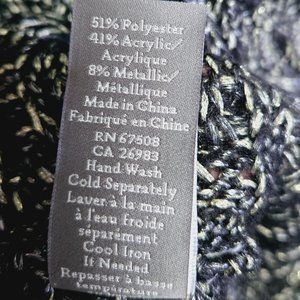 51% Polyester
41% Acrylic/
Acrylique
8% Metallic/
Métallique
Made in China
Fabriqué en Chine
RN 67508
CA 26983
Hand Wash
Cold Separately
Laver à la main
à l'eau froide
séparément
Cool Iron
If Needed
Repasser à basse
température